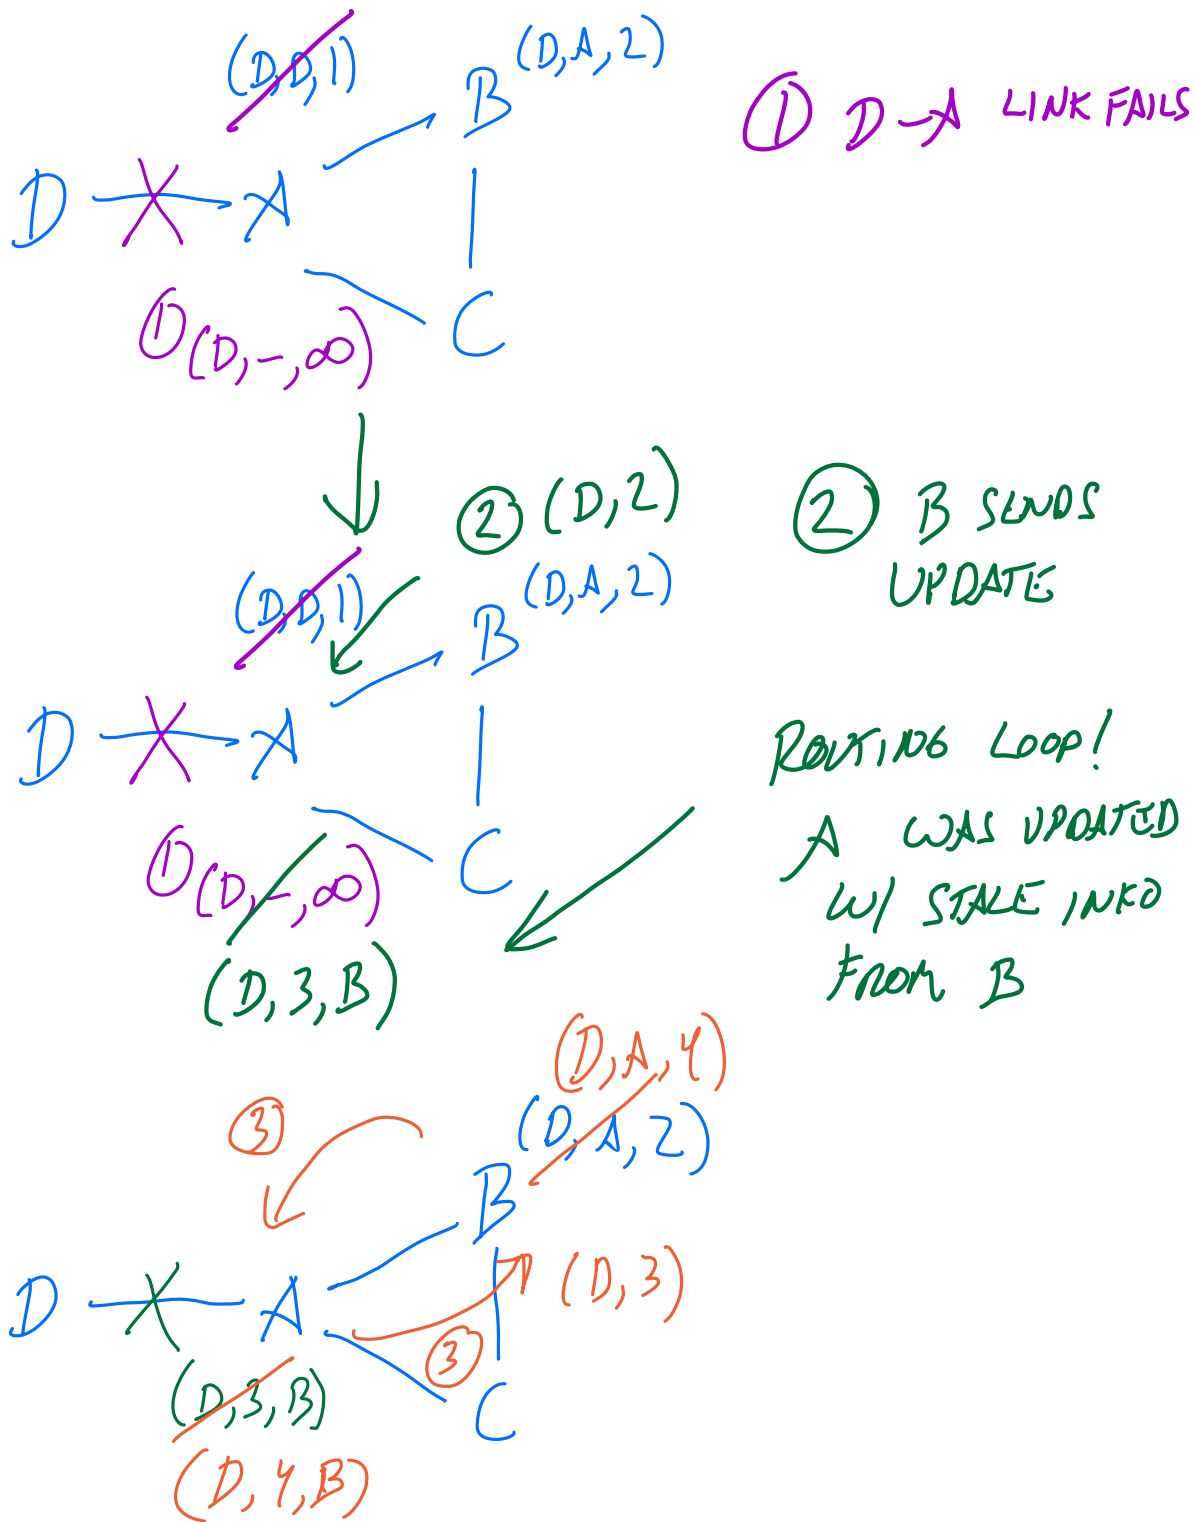 (D,D,1)
B (D,A,2)
① D-A LINK FAILS
D A
C
① (D,-,∞)
② (D,2)
② B SENDS
UPDATE
(D,D,1)
B (D,A,2)
D A
ROUTING LOOP!
A WAS UPDATED
W/ STALE INFO
FROM B
C
① (D,-,∞)
(D,3,B)
(D,A,4)
③
(D,A,2)
B
D A
(D,3)
③
(D,3,B)
C
(D,4,B)